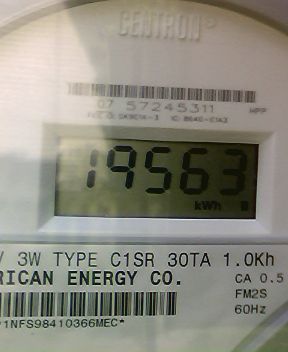 CENTRON®
07 57245311
19563
kWh
V 3W TYPE C1SR 30TA 1.0Kh
RICAN ENERGY CO.
CA 0.5
FM2S
60Hz
*1NFS98410366MEC*